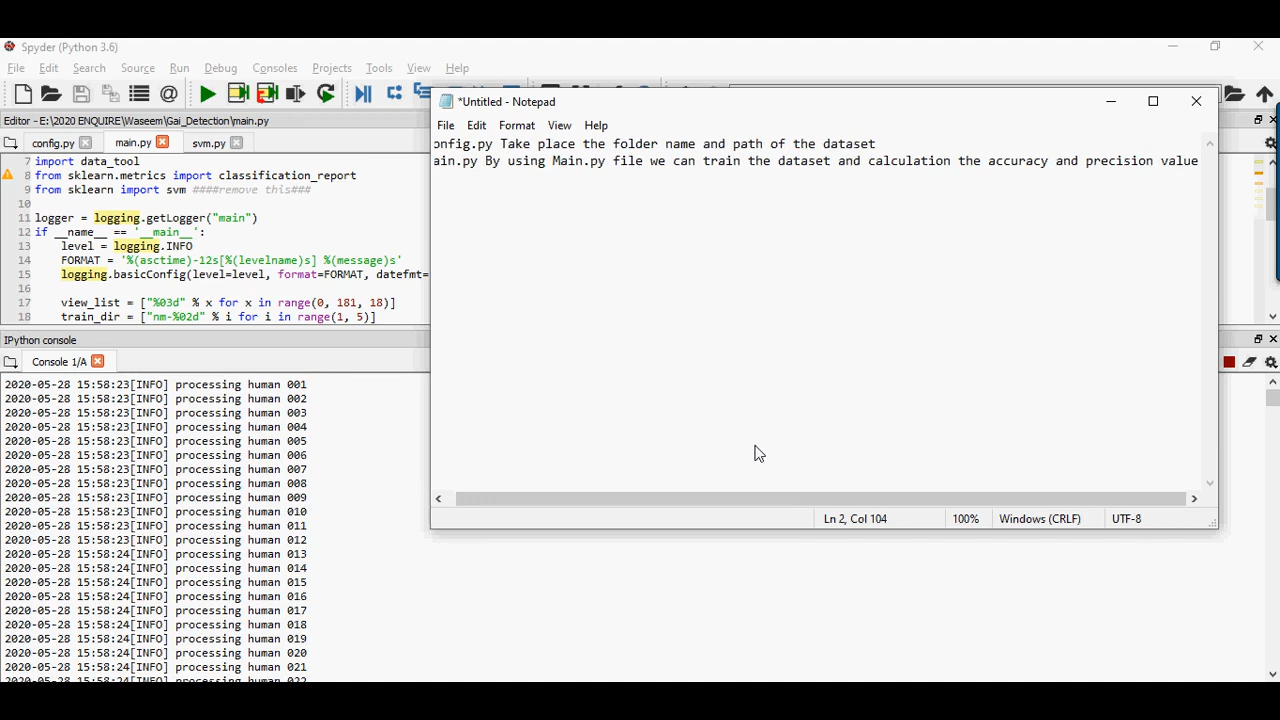 Spyder (Python 3.6)
File Edit Search Source Run Debug Consoles Projects Tools View Help
Editor - E:\2020 ENQUIRE\Waseem\Gai_Detection\main.py
config.py main.py svm.py
7 import data_tool
8 from sklearn.metrics import classification_report
9 from sklearn import svm ####remove this###
10
11 logger = logging.getLogger("main")
12 if __name__ == '__main__':
13 level = logging.INFO
14 FORMAT = '%(asctime)-12s[%(levelname)s] %(message)s'
15 logging.basicConfig(level=level, format=FORMAT, datefmt=
16
17 view_list = ["%03d" % x for x in range(0, 181, 18)]
18 train_dir = ["nm-%02d" % i for i in range(1, 5)]
*Untitled - Notepad
File Edit Format View Help
onfig.py Take place the folder name and path of the dataset
ain.py By using Main.py file we can train the dataset and calculation the accuracy and precision value
Ln 2, Col 104 100% Windows (CRLF) UTF-8
IPython console
Console 1/A
2020-05-28 15:58:23[INFO] processing human 001
2020-05-28 15:58:23[INFO] processing human 002
2020-05-28 15:58:23[INFO] processing human 003
2020-05-28 15:58:23[INFO] processing human 004
2020-05-28 15:58:23[INFO] processing human 005
2020-05-28 15:58:23[INFO] processing human 006
2020-05-28 15:58:23[INFO] processing human 007
2020-05-28 15:58:23[INFO] processing human 008
2020-05-28 15:58:23[INFO] processing human 009
2020-05-28 15:58:23[INFO] processing human 010
2020-05-28 15:58:23[INFO] processing human 011
2020-05-28 15:58:23[INFO] processing human 012
2020-05-28 15:58:24[INFO] processing human 013
2020-05-28 15:58:24[INFO] processing human 014
2020-05-28 15:58:24[INFO] processing human 015
2020-05-28 15:58:24[INFO] processing human 016
2020-05-28 15:58:24[INFO] processing human 017
2020-05-28 15:58:24[INFO] processing human 018
2020-05-28 15:58:24[INFO] processing human 019
2020-05-28 15:58:24[INFO] processing human 020
2020-05-28 15:58:24[INFO] processing human 021
2020-05-28 15:58:24[INFO] processing human 022